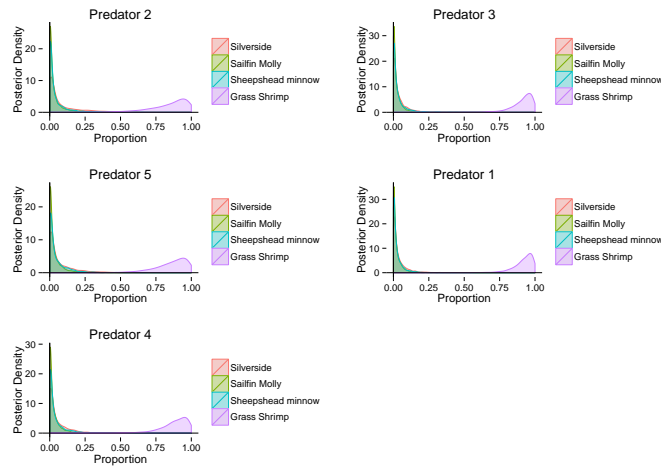 Predator 2
Posterior Density
20
10
0
0.00 0.25 0.50 0.75 1.00
Proportion
Silverside
Sailfin Molly
Sheepshead minnow
Grass Shrimp
Predator 3
Posterior Density
30
20
10
0
0.00 0.25 0.50 0.75 1.00
Proportion
Silverside
Sailfin Molly
Sheepshead minnow
Grass Shrimp
Predator 5
Posterior Density
20
10
0
0.00 0.25 0.50 0.75 1.00
Proportion
Silverside
Sailfin Molly
Sheepshead minnow
Grass Shrimp
Predator 1
Posterior Density
30
20
10
0
0.00 0.25 0.50 0.75 1.00
Proportion
Silverside
Sailfin Molly
Sheepshead minnow
Grass Shrimp
Predator 4
Posterior Density
30
20
10
0
0.00 0.25 0.50 0.75 1.00
Proportion
Silverside
Sailfin Molly
Sheepshead minnow
Grass Shrimp